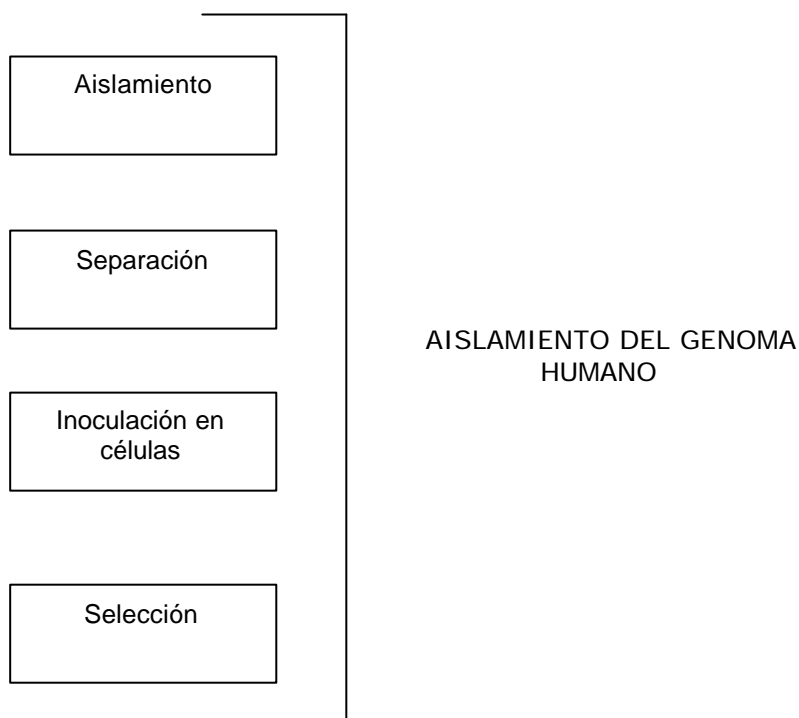 Aislamiento
Separación
Inoculación en
células
Selección
AISLAMIENTO DEL GENOMA
HUMANO